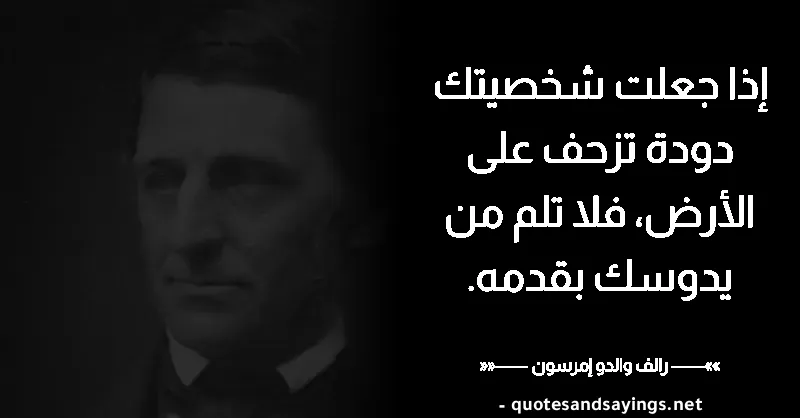 إذا جعلت شخصيتك
دودة تزحف على
الأرض، فلا تلم من
يدوسك بقدمه.
»»—— رالف والدو إمرسون ——««
- quotesandsayings.net